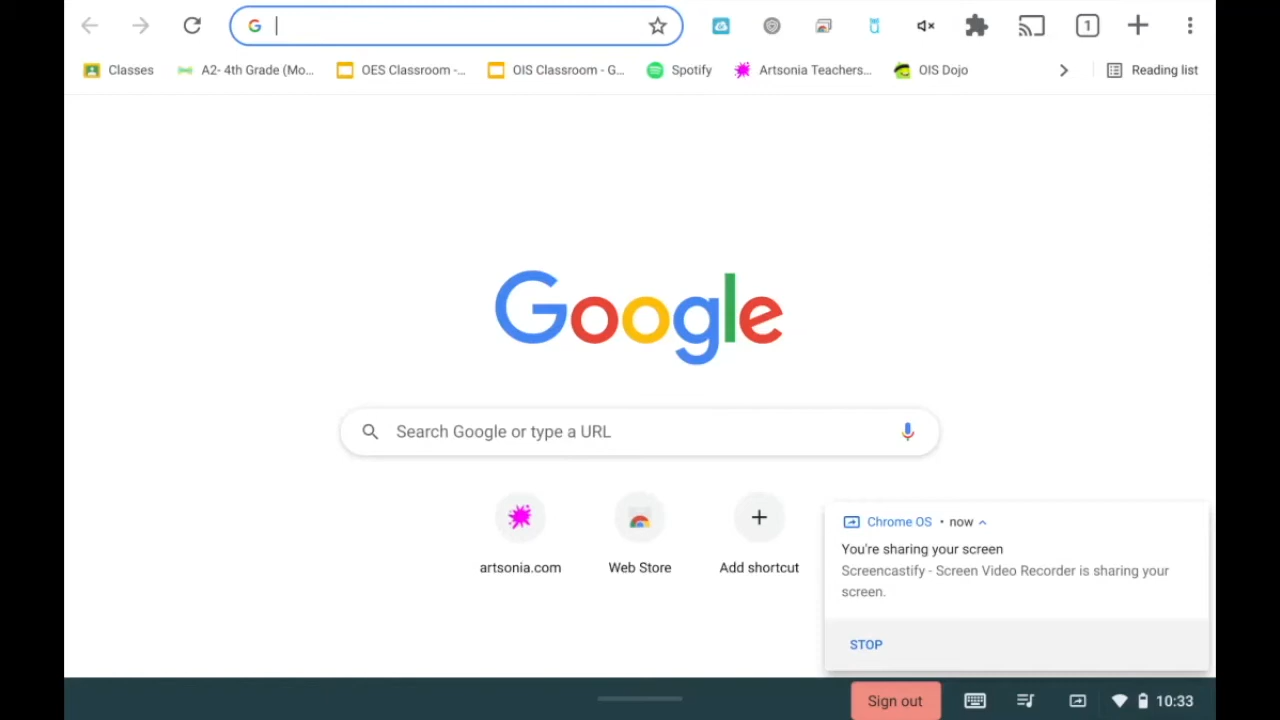 1
Classes
A2- 4th Grade (Mo...
OES Classroom -...
OIS Classroom - G...
Spotify
Artsonia Teachers...
OIS Dojo
Reading list
Google
Search Google or type a URL
artsonia.com
Web Store
Add shortcut
Chrome OS • now
You're sharing your screen
Screencastify - Screen Video Recorder is sharing your
screen.
STOP
Sign out
10:33